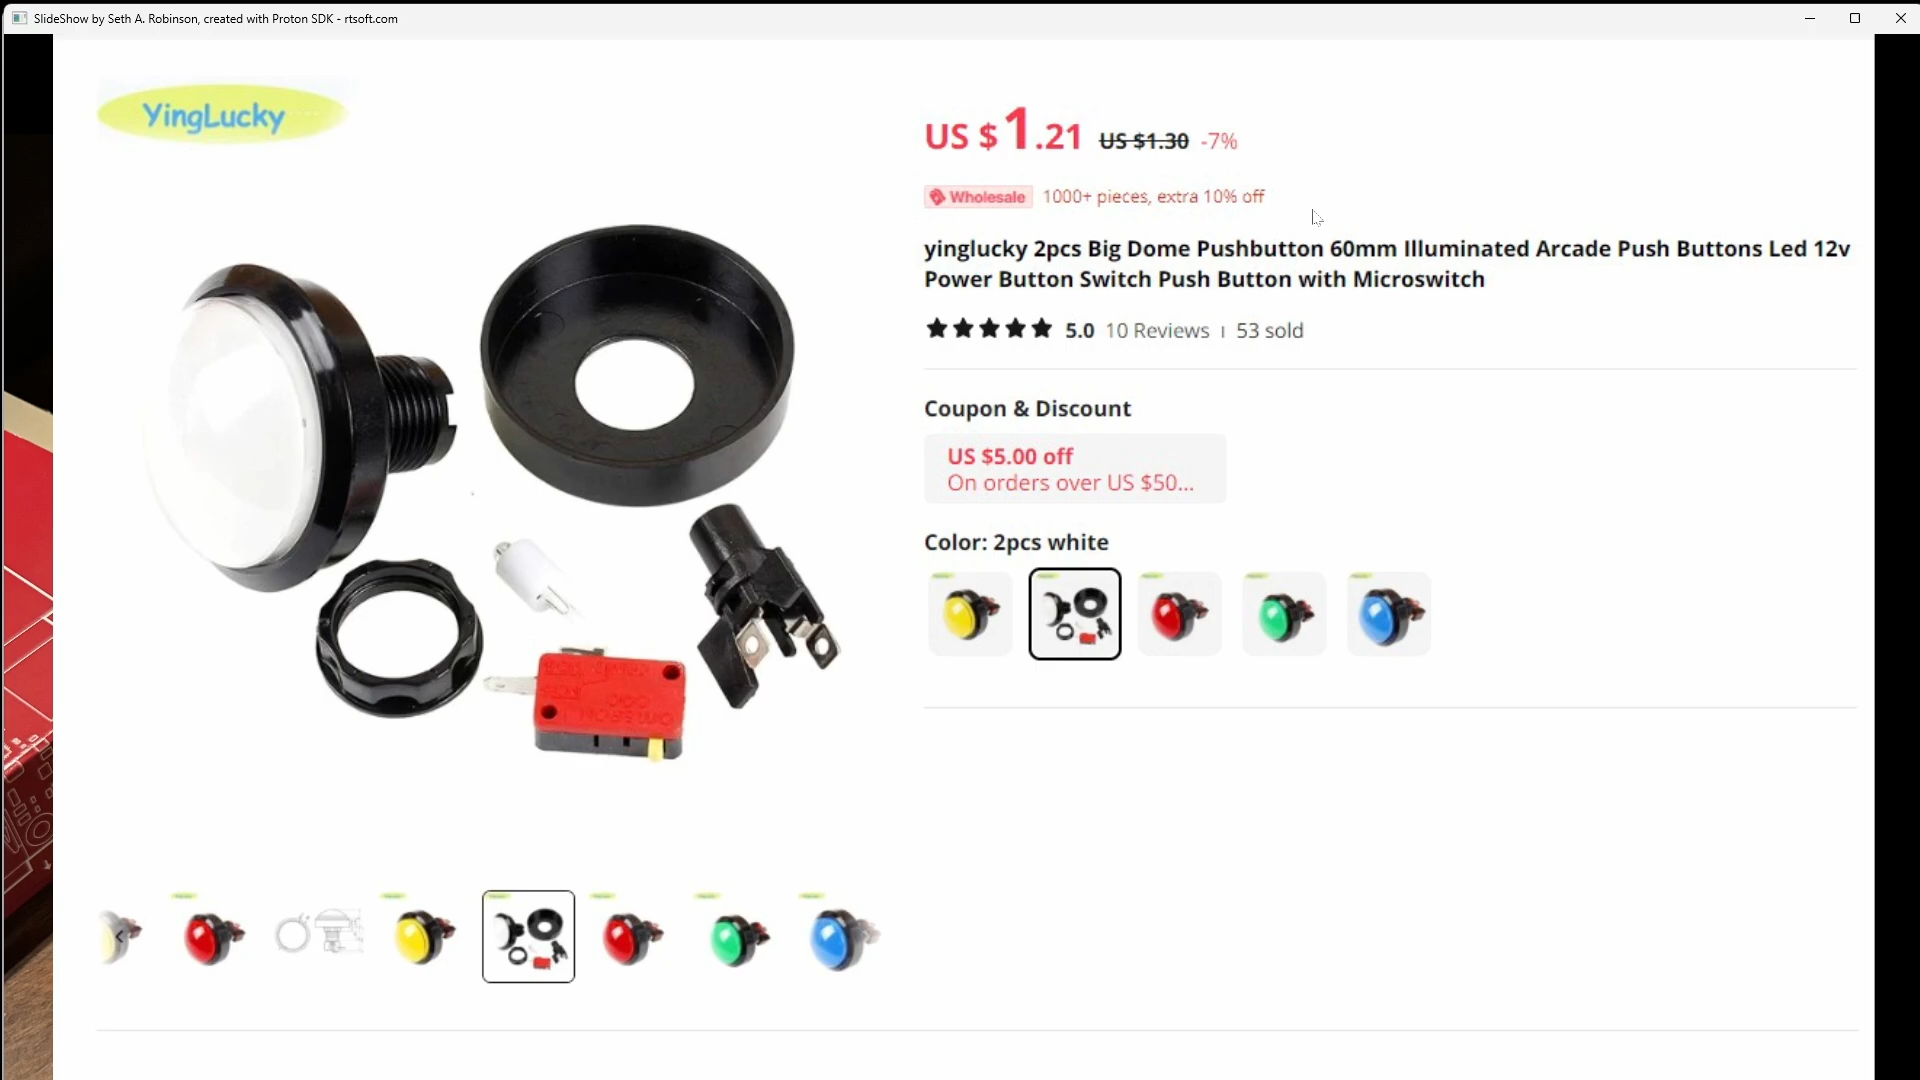 SlideShow by Seth A. Robinson, created with Proton SDK - rtsoft.com
YingLucky
US $1.21 US $1.30 -7%
Wholesale 1000+ pieces, extra 10% off
yinglucky 2pcs Big Dome Pushbutton 60mm Illuminated Arcade Push Buttons Led 12v
Power Button Switch Push Button with Microswitch
5.0 10 Reviews | 53 sold
Coupon & Discount
US $5.00 off
On orders over US $50...
Color: 2pcs white